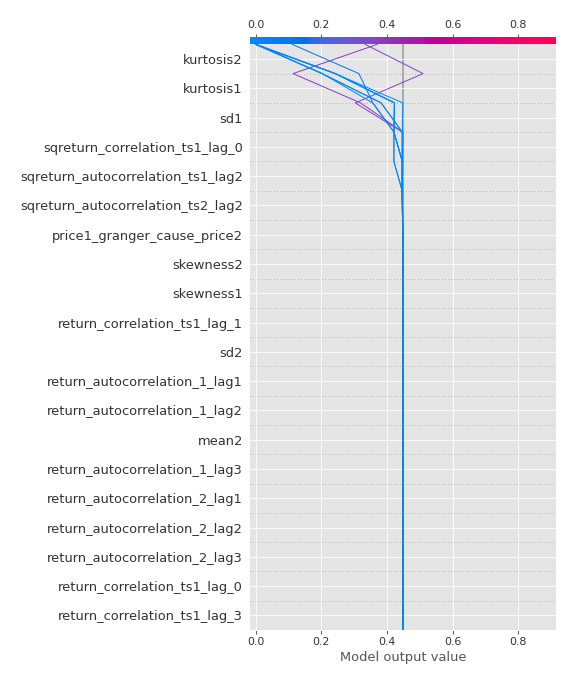 0.0 0.2 0.4 0.6 0.8
kurtosis2
kurtosis1
sd1
sqreturn_correlation_ts1_lag_0
sqreturn_autocorrelation_ts1_lag2
sqreturn_autocorrelation_ts2_lag2
price1_granger_cause_price2
skewness2
skewness1
return_correlation_ts1_lag_1
sd2
return_autocorrelation_1_lag1
return_autocorrelation_1_lag2
mean2
return_autocorrelation_1_lag3
return_autocorrelation_2_lag1
return_autocorrelation_2_lag2
return_autocorrelation_2_lag3
return_correlation_ts1_lag_0
return_correlation_ts1_lag_3
0.0 0.2 0.4 0.6 0.8
Model output value